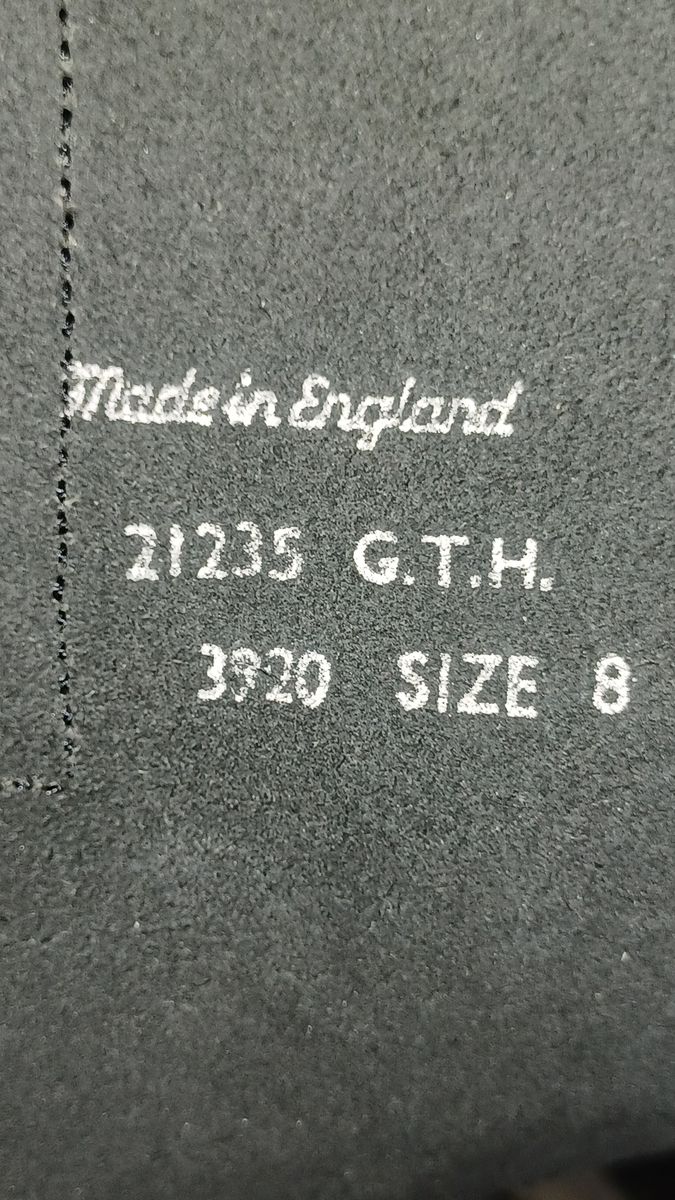 Made in England
21235 G.T.H.
3920 SIZE 8